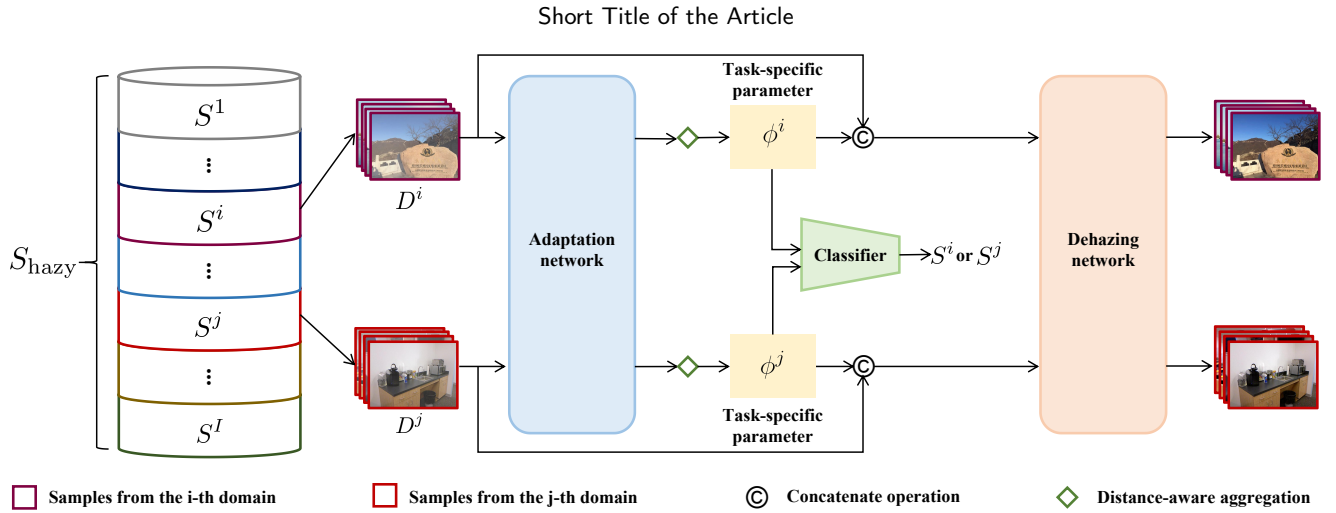 Short Title of the Article
Task-specific
parameter
S^1
⋮
S^i
⋮
S^j
⋮
S^I
S_hazy
D^i
D^j
Adaptation
network
ϕ^i
ϕ^j
©
©
Classifier
S^i or S^j
Task-specific
parameter
Dehazing
network
Samples from the i-th domain
Samples from the j-th domain
© Concatenate operation
Distance-aware aggregation